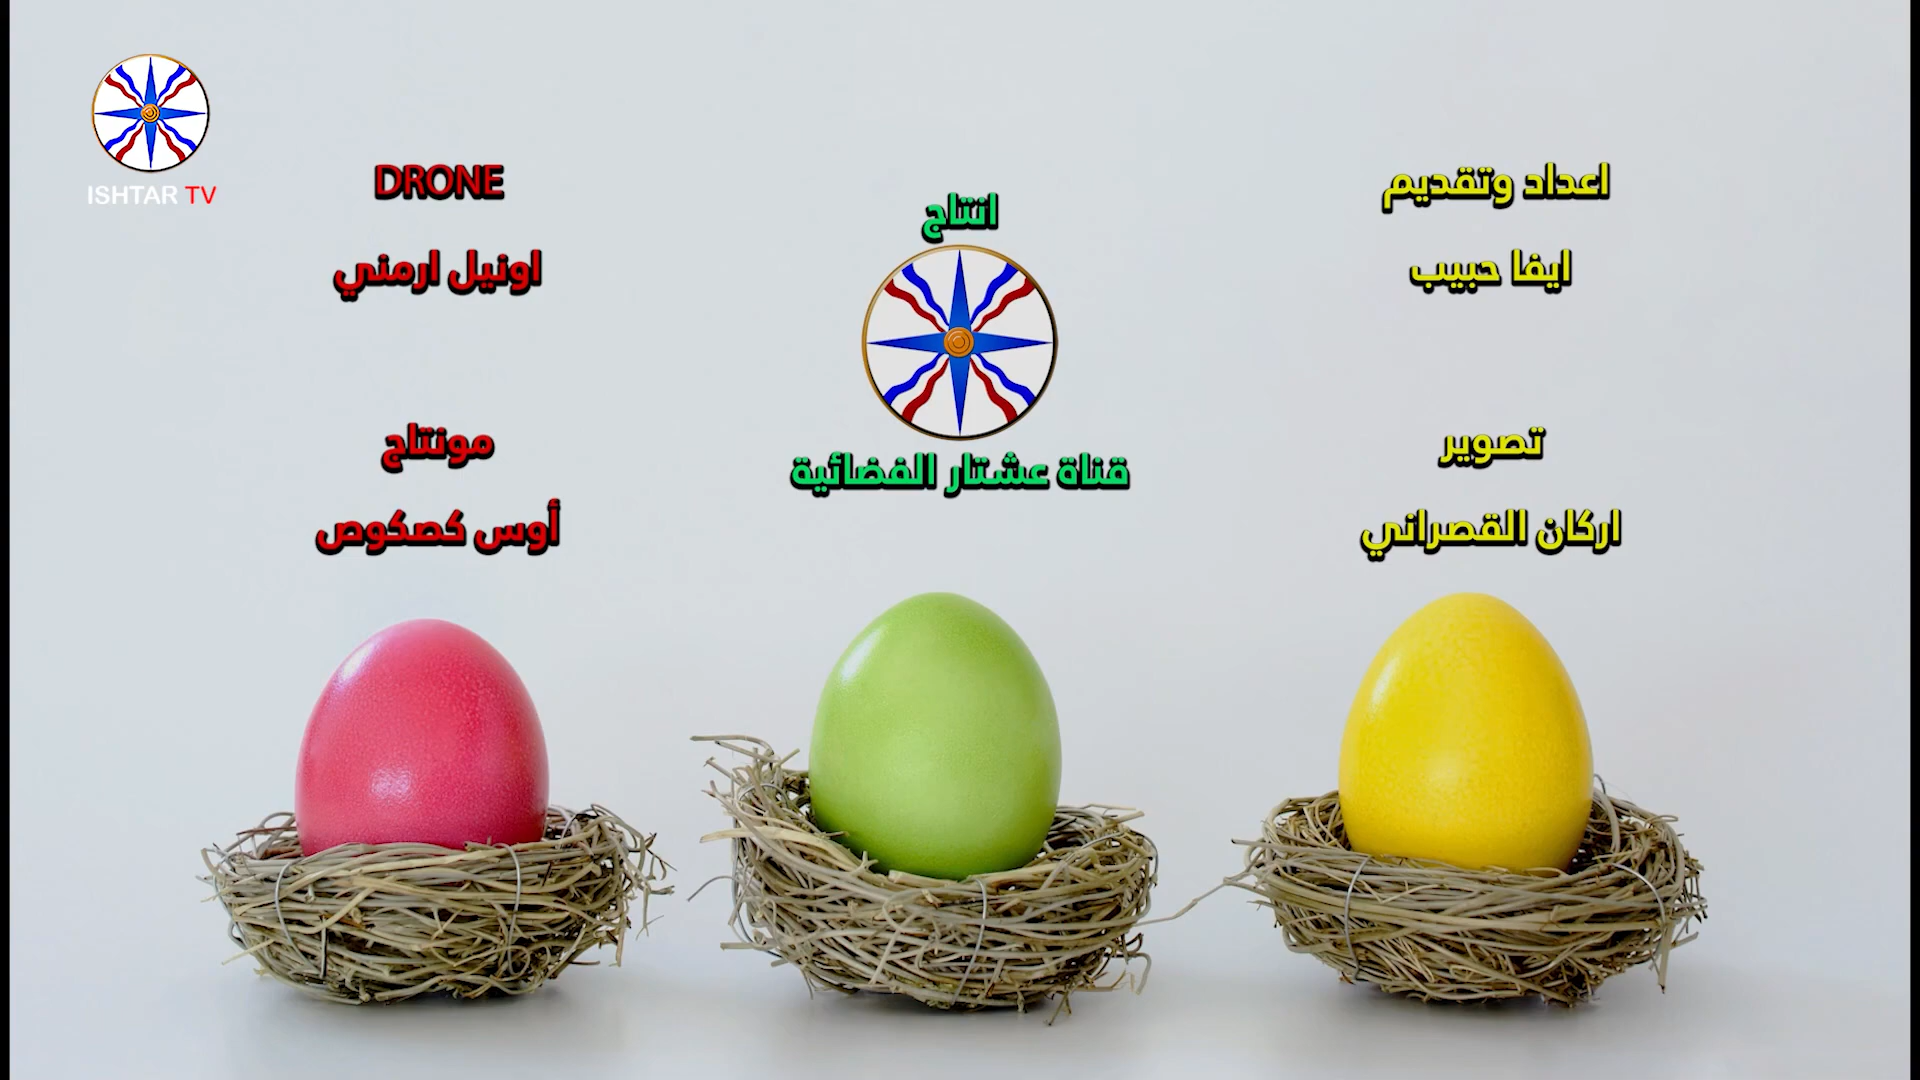 ISHTAR TV
اعداد وتقديم
ايفا حبيب
تصوير
اركان القصراني
انتاج
قناة عشتار الفضائية
DRONE
اونيل ارمني
مونتاج
أوس كصكوص